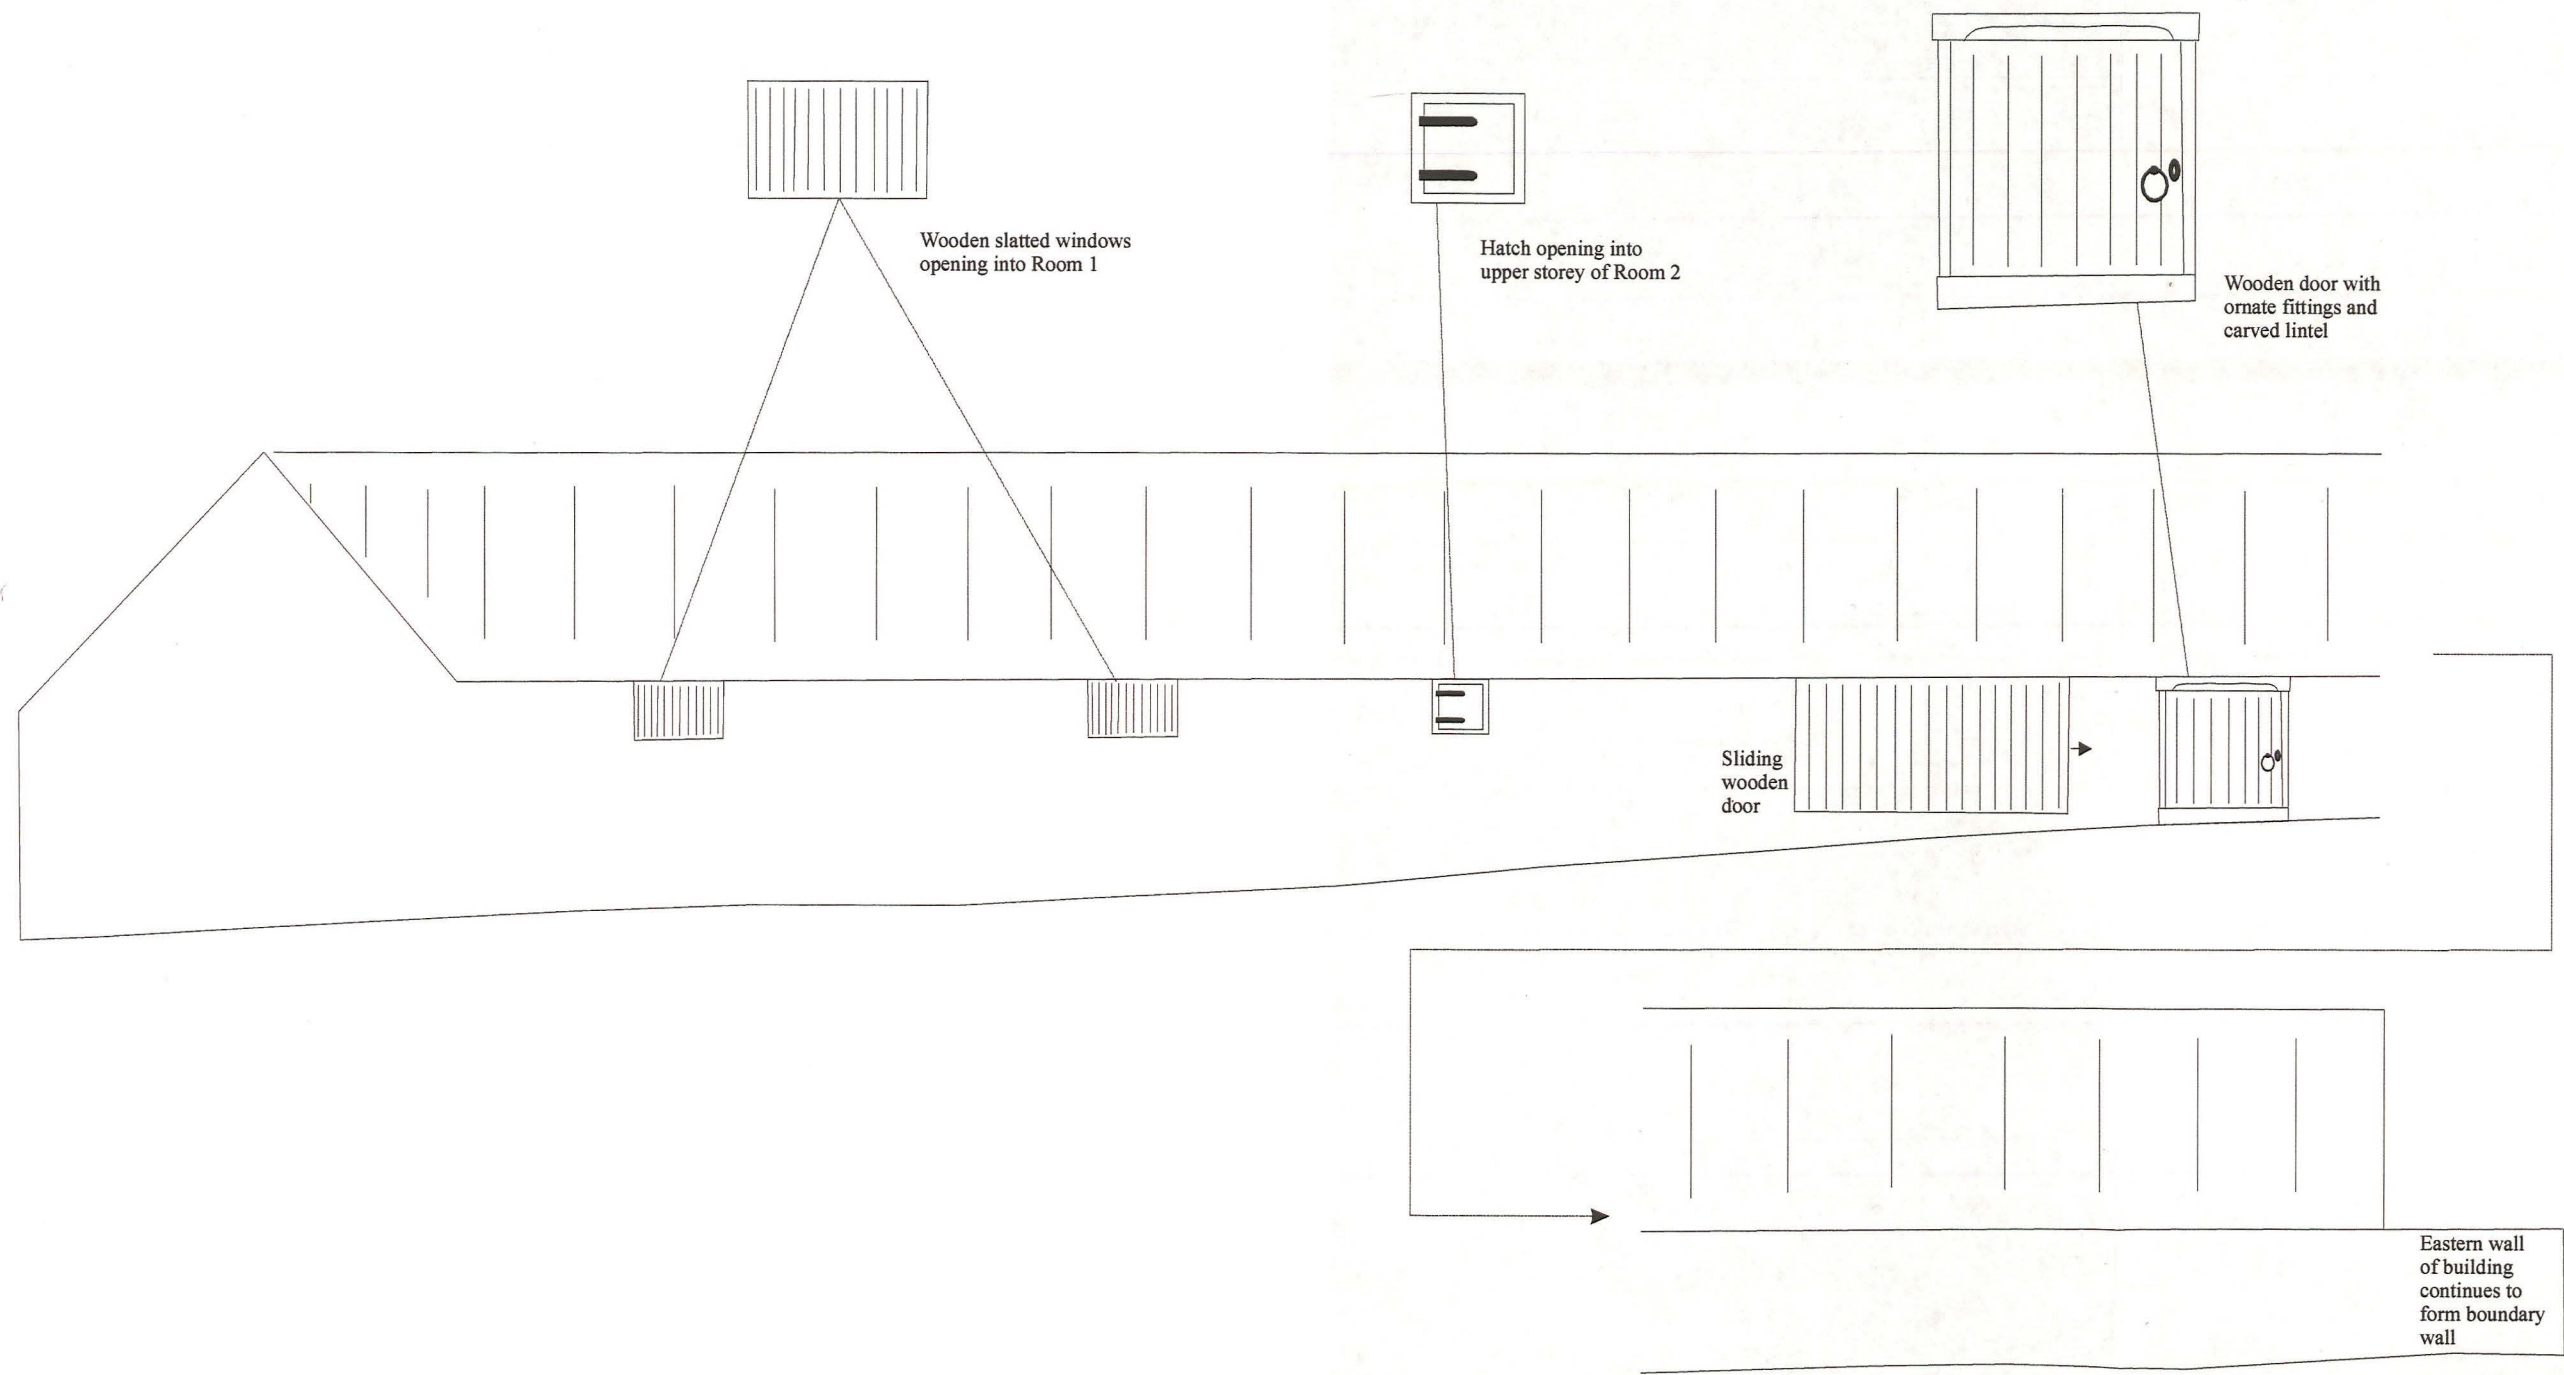 Wooden slatted windows
opening into Room 1
Hatch opening into
upper storey of Room 2
Wooden door with
ornate fittings and
carved lintel
Sliding
wooden
door
Eastern wall
of building
continues to
form boundary
wall